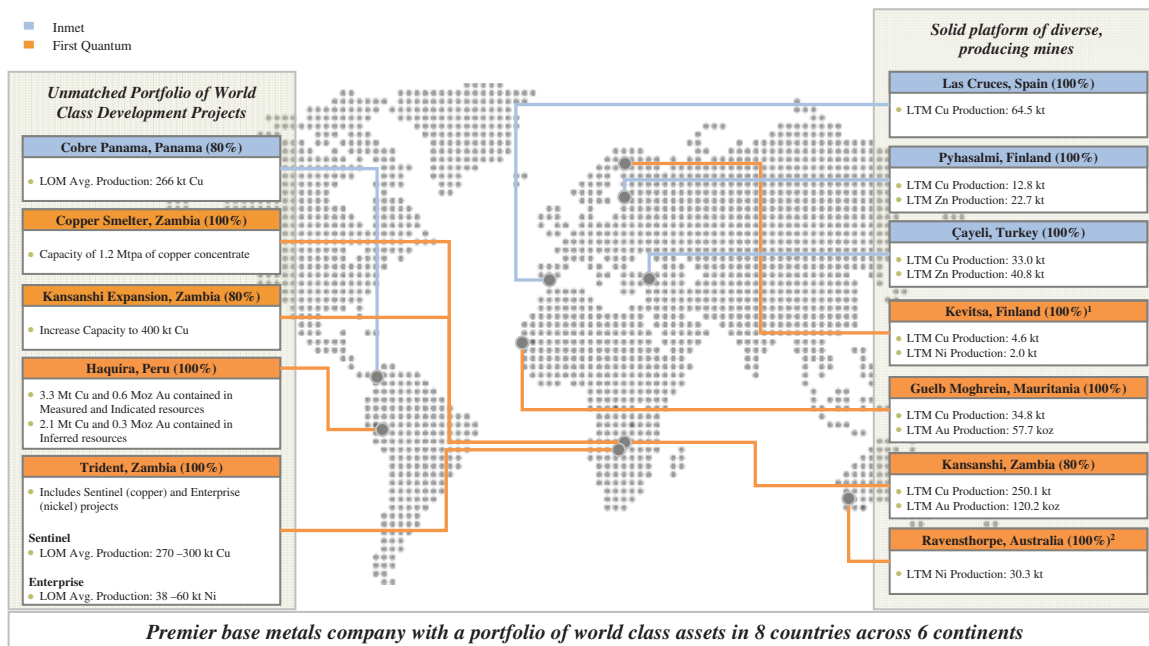 Inmet
First Quantum
Unmatched Portfolio of World
Class Development Projects
Cobre Panama, Panama (80%)
• LOM Avg. Production: 266 kt Cu
Copper Smelter, Zambia (100%)
• Capacity of 1.2 Mtpa of copper concentrate
Kansanshi Expansion, Zambia (80%)
• Increase Capacity to 400 kt Cu
Haquira, Peru (100%)
• 3.3 Mt Cu and 0.6 Moz Au contained in
Measured and Indicated resources
• 2.1 Mt Cu and 0.3 Moz Au contained in
Inferred resources
Trident, Zambia (100%)
• Includes Sentinel (copper) and Enterprise
(nickel) projects
Sentinel
• LOM Avg. Production: 270 –300 kt Cu
Enterprise
• LOM Avg. Production: 38 –60 kt Ni
Solid platform of diverse,
producing mines
Las Cruces, Spain (100%)
• LTM Cu Production: 64.5 kt
Pyhasalmi, Finland (100%)
• LTM Cu Production: 12.8 kt
• LTM Zn Production: 22.7 kt
Çayeli, Turkey (100%)
• LTM Cu Production: 33.0 kt
• LTM Zn Production: 40.8 kt
Kevitsa, Finland (100%)¹
• LTM Cu Production: 4.6 kt
• LTM Ni Production: 2.0 kt
Guelb Moghrein, Mauritania (100%)
• LTM Cu Production: 34.8 kt
• LTM Au Production: 57.7 koz
Kansanshi, Zambia (80%)
• LTM Cu Production: 250.1 kt
• LTM Au Production: 120.2 koz
Ravensthorpe, Australia (100%)²
• LTM Ni Production: 30.3 kt
Premier base metals company with a portfolio of world class assets in 8 countries across 6 continents